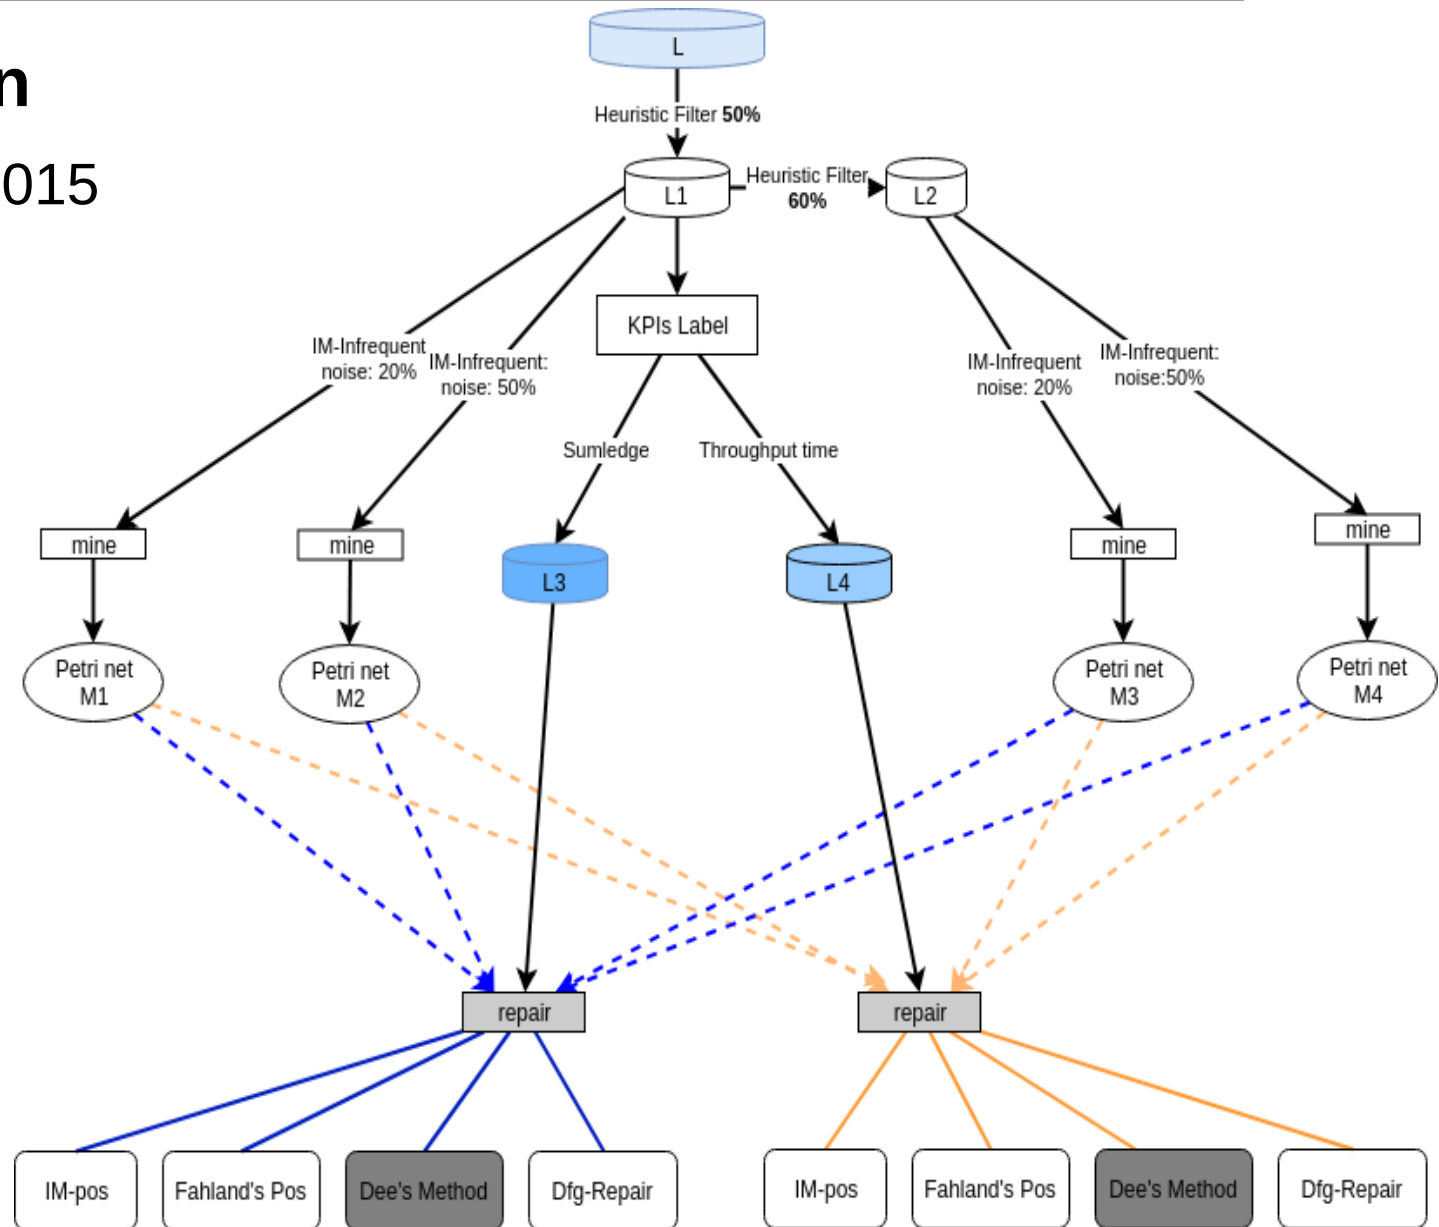 L
n
Heuristic Filter 50%
015
L1
Heuristic Filter
60%
L2
KPIs Label
IM-Infrequent
noise: 20%
IM-Infrequent:
noise: 50%
IM-Infrequent
noise: 20%
IM-Infrequent:
noise:50%
Sumledge
Throughput time
mine
mine
L3
L4
mine
mine
Petri net
M1
Petri net
M2
Petri net
M3
Petri net
M4
repair
repair
IM-pos
Fahland's Pos
Dee's Method
Dfg-Repair
IM-pos
Fahland's Pos
Dee's Method
Dfg-Repair